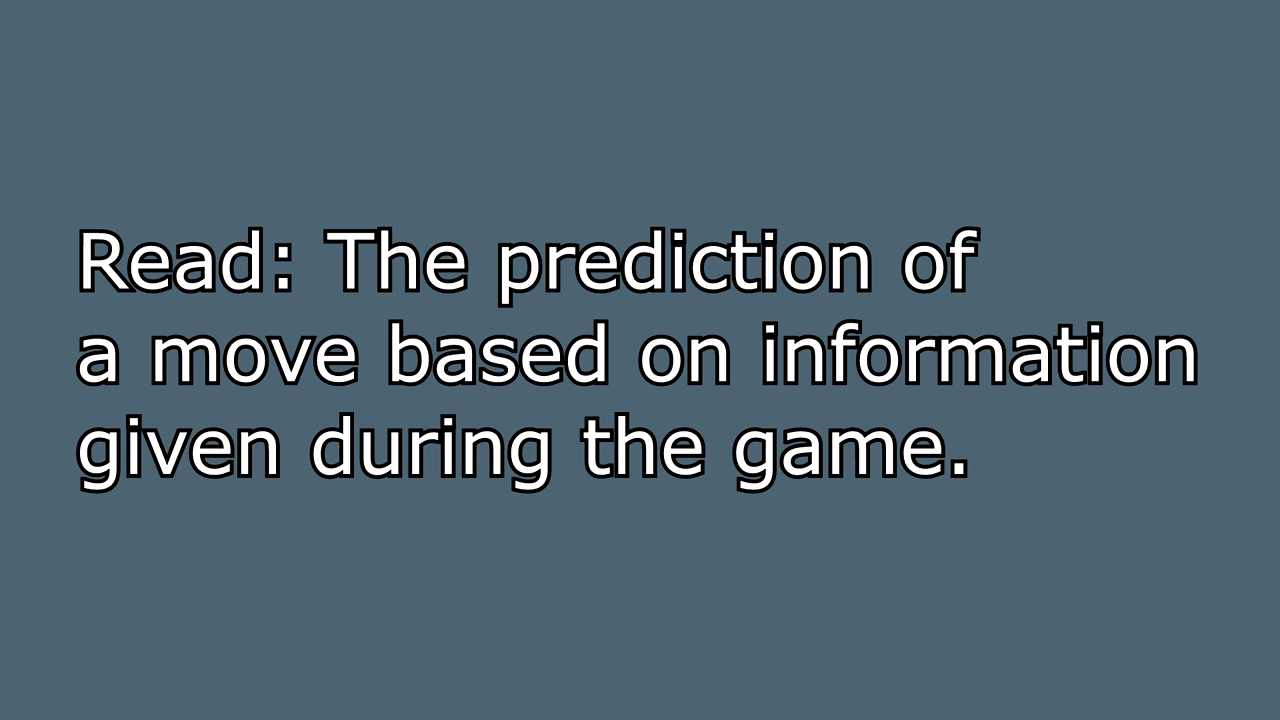 Read: The prediction of
a move based on information
given during the game.